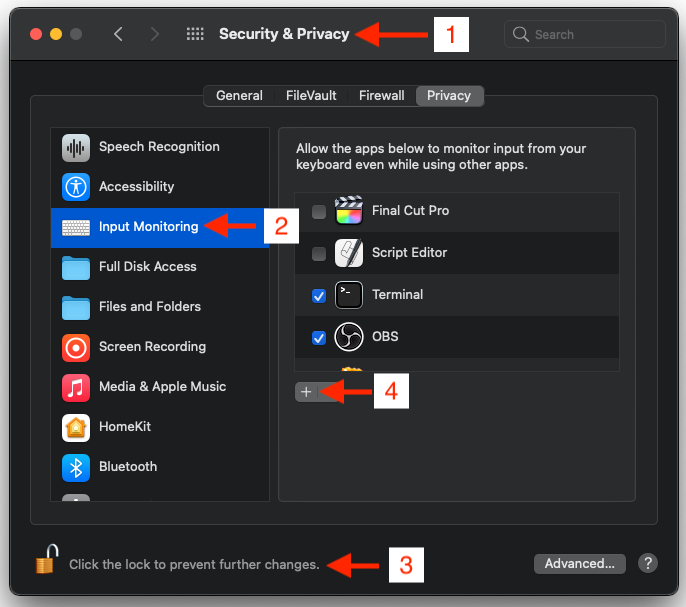 Security & Privacy
1
Search
General
FileVault
Firewall
Privacy
Speech Recognition
Accessibility
Input Monitoring
2
Full Disk Access
Files and Folders
Screen Recording
Media & Apple Music
HomeKit
Bluetooth
Allow the apps below to monitor input from your
keyboard even while using other apps.
Final Cut Pro
Script Editor
>_
Terminal
OBS
+
4
Click the lock to prevent further changes.
3
Advanced...
?